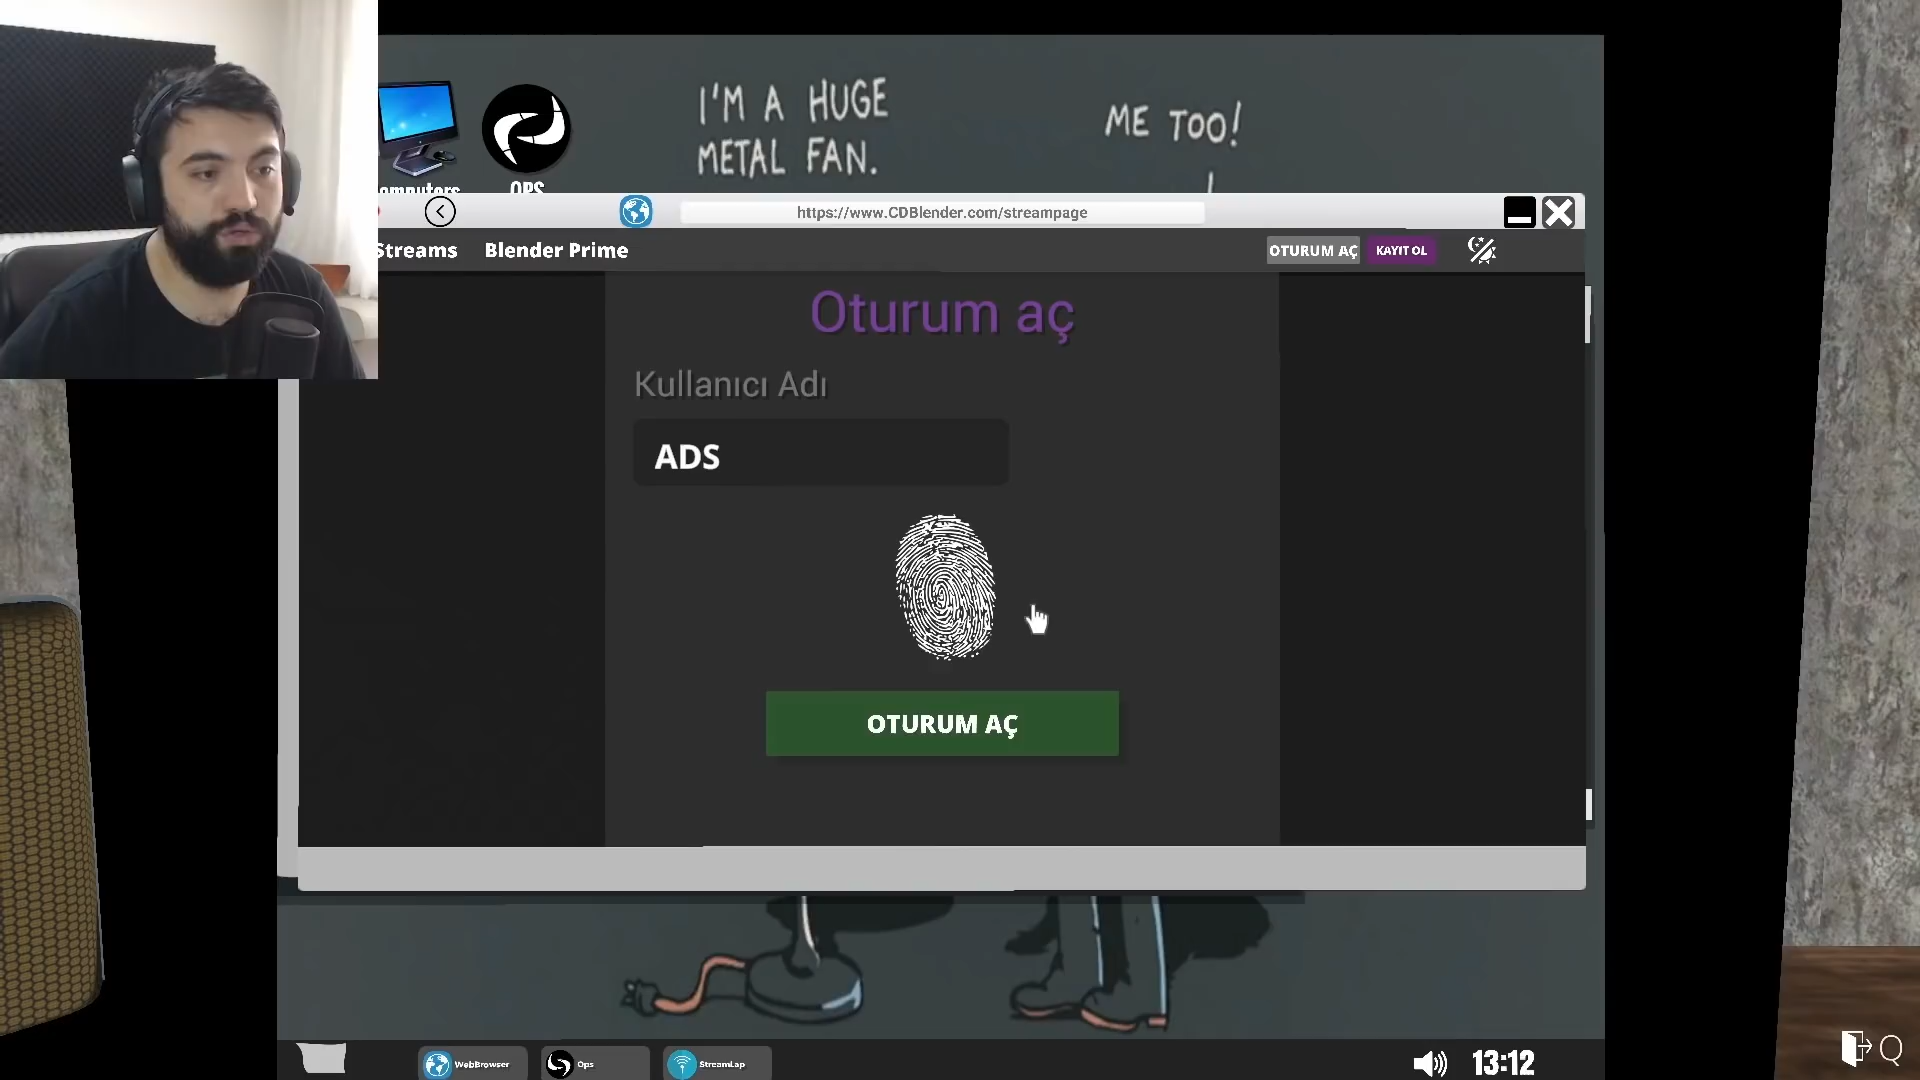 I'M A HUGE
METAL FAN.
ME TOO!
OPS
https://www.CDBlender.com/streampage
Streams
Blender Prime
OTURUM AÇ
KAYIT OL
Oturum aç
Kullanıcı Adı
ADS
OTURUM AÇ
WebBrowser
Ops
StreamLap
13:12
Q